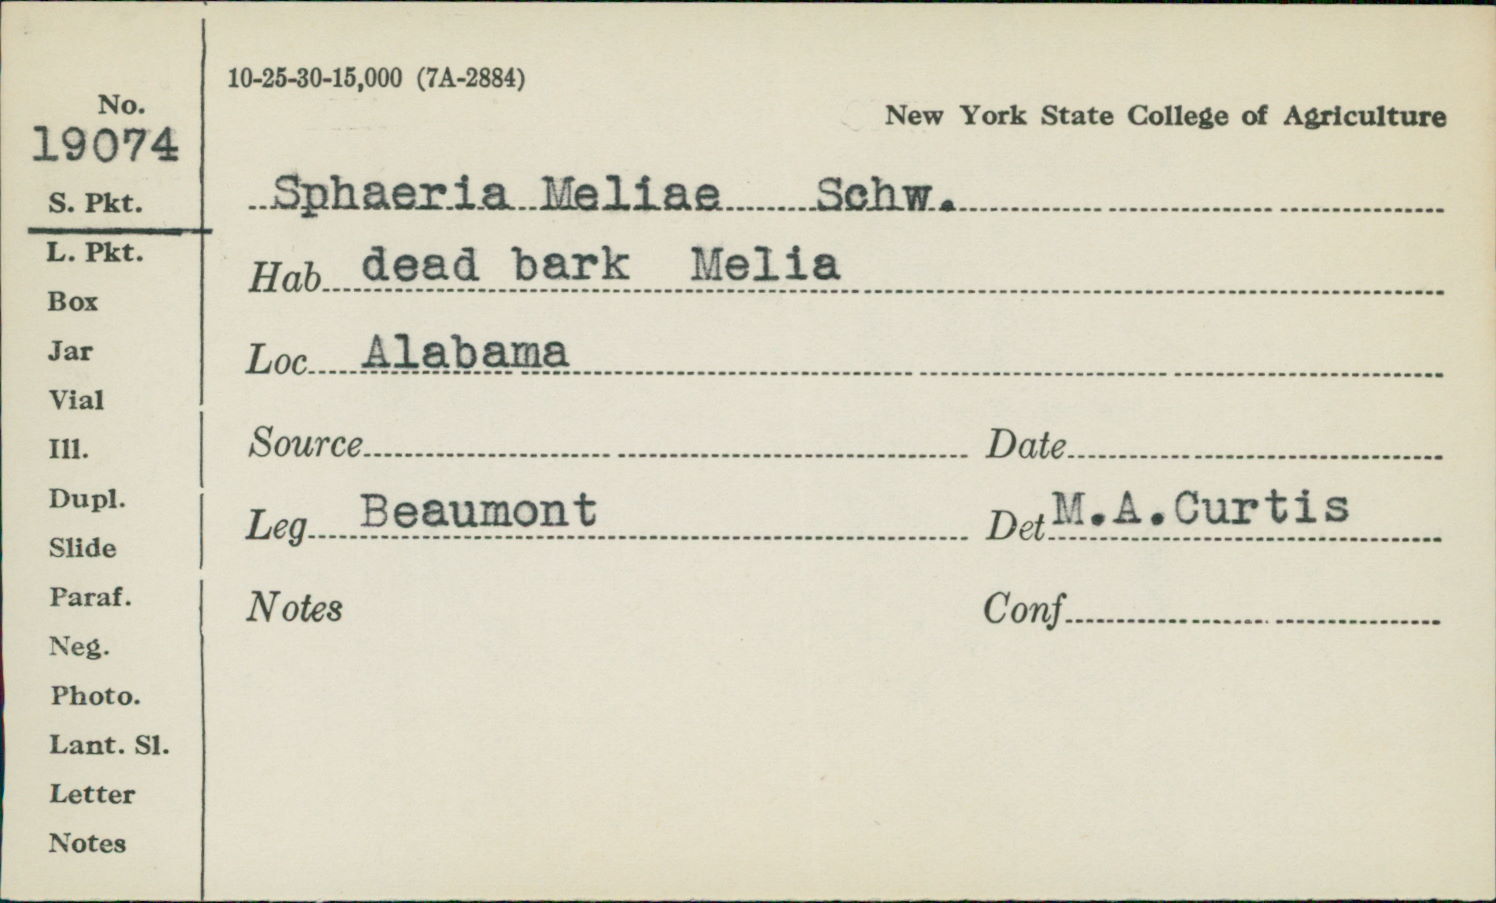 10-25-30-15,000 (7A-2884)
New York State College of Agriculture
No.
19074
S. Pkt.
L. Pkt.
Box
Jar
Vial
Ill.
Dupl.
Slide
Paraf.
Neg.
Photo.
Lant. Sl.
Letter
Notes
Sphaeria Meliae Schw.
Hab dead bark Melia
Loc Alabama
Source Date
Leg Beaumont Det M.A.Curtis
Notes Conf